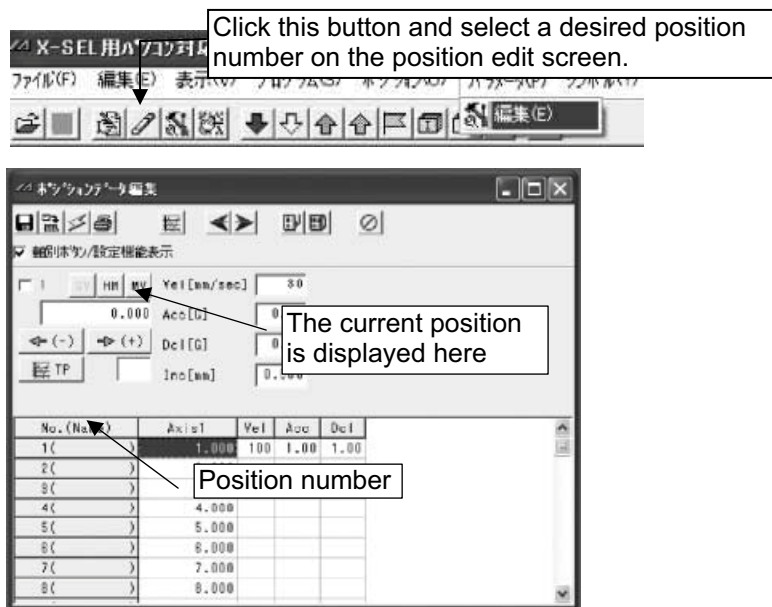 Click this button and select a desired position
number on the position edit screen.
X-SEL用パソコン対応
ファイル(F) 編集(E) 表示(V) プログラム(G) ポジション(O) パラメータ(P) シンボル(Y)
編集(E)
ポジションデータ編集
軸別ボタン/設定機能表示
1 SV HM MV Vel[mm/sec] 30
0.000 Acc[G]
The current position
is displayed here
(-) (+) Dcl[G]
TP Inc[mm]
No.(Name) Axis1 Vel Acc Dcl
1( ) 1.000 100 1.00 1.00
2( )
Position number
3( )
4( ) 4.000
5( ) 5.000
6( ) 6.000
7( ) 7.000
8( ) 8.000